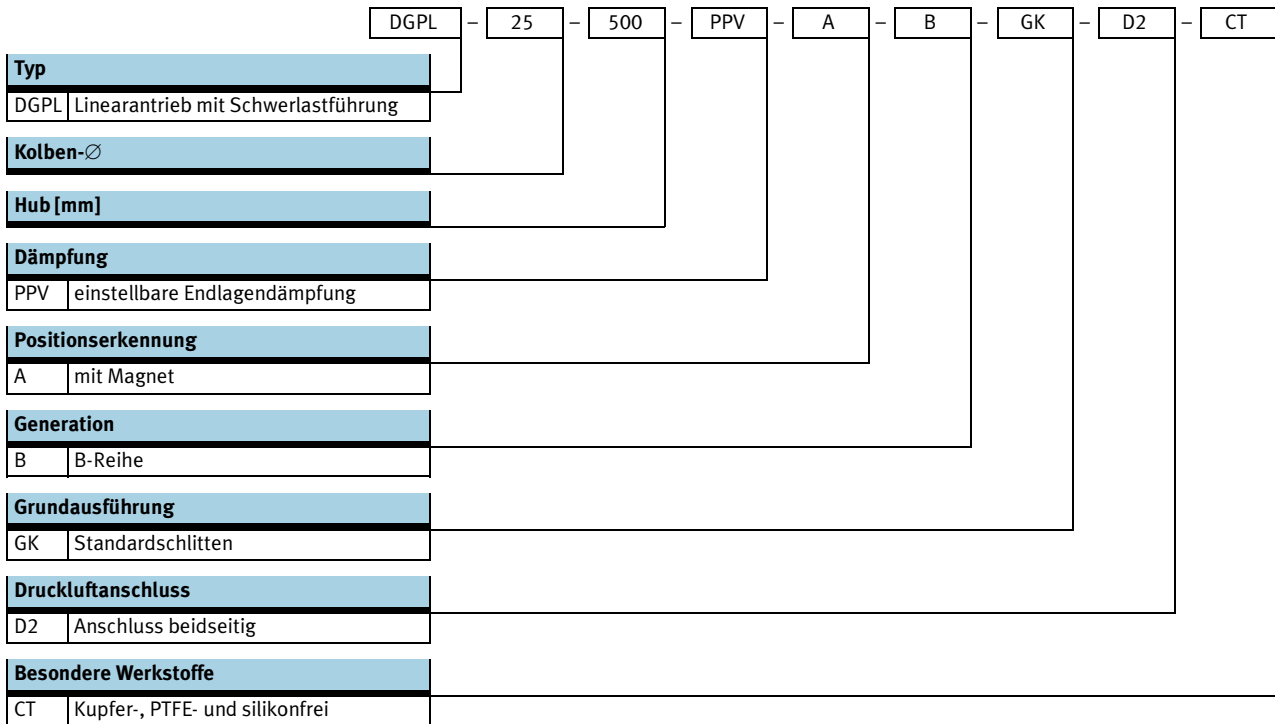 DGPL – 25 – 500 – PPV – A – B – GK – D2 – CT
Typ
DGPL Linearantrieb mit Schwerlastführung
Kolben-∅
Hub [mm]
Dämpfung
PPV einstellbare Endlagendämpfung
Positionserkennung
A mit Magnet
Generation
B B-Reihe
Grundausführung
GK Standardschlitten
Druckluftanschluss
D2 Anschluss beidseitig
Besondere Werkstoffe
CT Kupfer-, PTFE- und silikonfrei